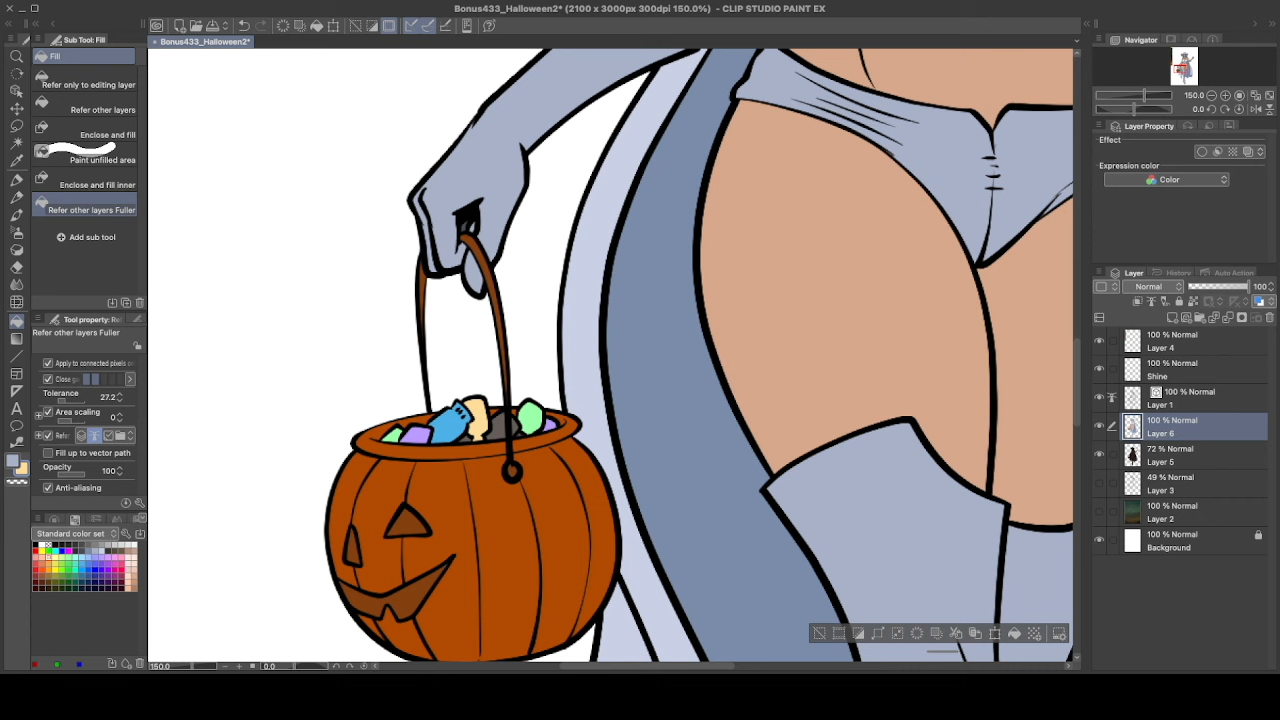 Bonus433_Halloween2* (2100 x 3000px 300dpi 150.0%) - CLIP STUDIO PAINT EX
Sub Tool: Fill
Bonus433_Halloween2*
Navigator
Fill
Refer only to editing layer
Refer other layers
Enclose and fill
Paint unfilled area
Enclose and fill inner
Refer other layers Fuller
Add sub tool
150.0
0.0
Layer Property
Effect
Expression color
Color
Layer
History
Auto Action
Normal
100
100 % Normal
Layer 4
100 % Normal
Shine
100 % Normal
Layer 1
100 % Normal
Layer 6
72 % Normal
Layer 5
49 % Normal
Layer 3
100 % Normal
Layer 2
100 % Normal
Background
Tool property: Re
Refer other layers Fuller
Apply to connected pixels o
Close ga
Tolerance
27.2
Area scaling
0
Refer
Fill up to vector path
Opacity
100
Anti-aliasing
Standard color set
150.0
0.0